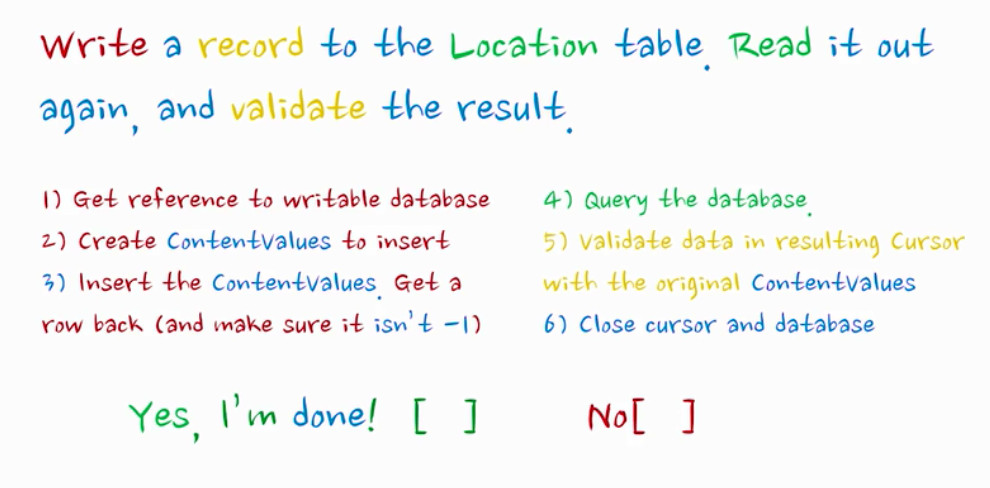 Write a record to the Location table. Read it out
again, and validate the result.
1) Get reference to writable database
2) Create ContentValues to insert
3) Insert the ContentValues. Get a
row back (and make sure it isn't -1)
4) Query the database.
5) Validate data in resulting Cursor
with the original ContentValues
6) Close cursor and database
Yes, I'm done! [ ] No[ ]